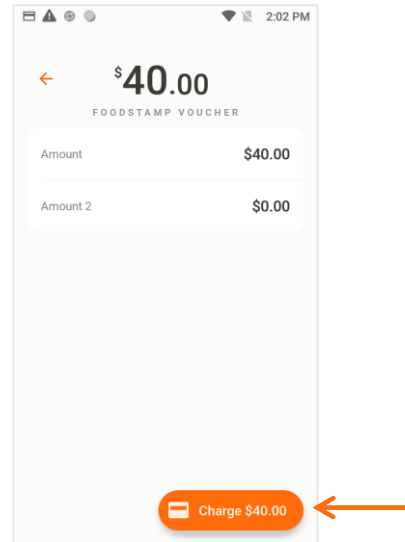 2:02 PM
$40.00
FOODSTAMP VOUCHER
Amount $40.00
Amount 2 $0.00
Charge $40.00